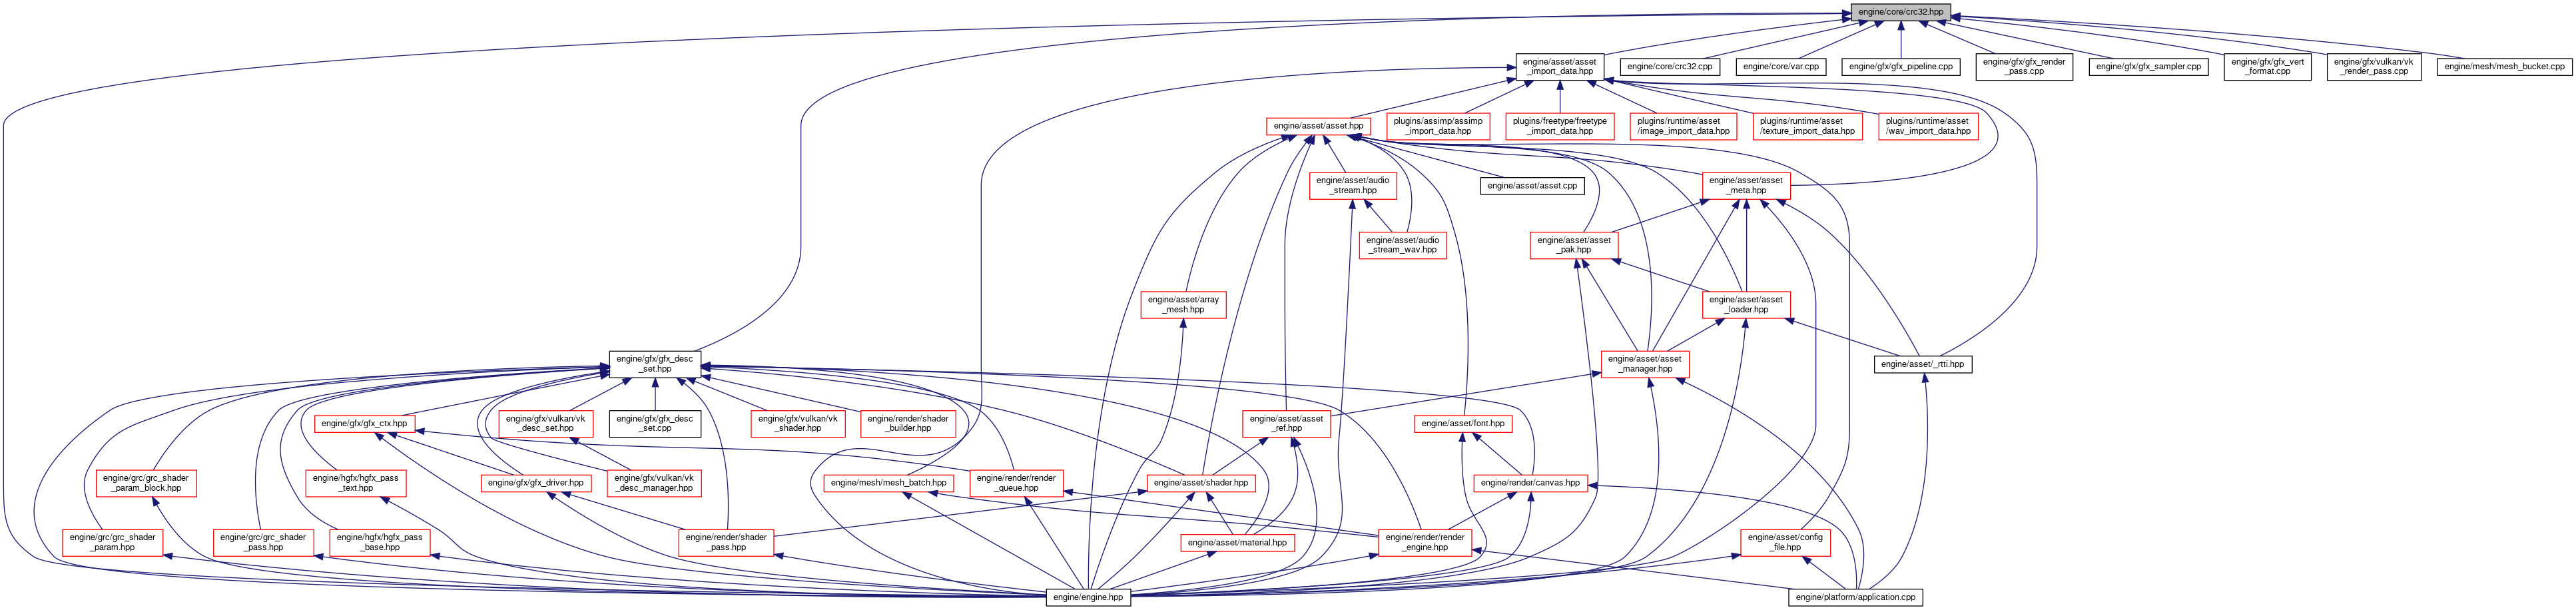 engine/core/crc32.hpp
engine/asset/asset
_import_data.hpp
engine/core/crc32.cpp
engine/core/var.cpp
engine/gfx/gfx_pipeline.cpp
engine/gfx/gfx_render
_pass.cpp
engine/gfx/gfx_sampler.cpp
engine/gfx/gfx_vert
_format.cpp
engine/gfx/vulkan/vk
_render_pass.cpp
engine/mesh/mesh_bucket.cpp
engine/asset/asset.hpp
plugins/assimp/assimp
_import_data.hpp
plugins/freetype/freetype
_import_data.hpp
plugins/runtime/asset
/image_import_data.hpp
plugins/runtime/asset
/texture_import_data.hpp
plugins/runtime/asset
/wav_import_data.hpp
engine/asset/audio
_stream.hpp
engine/asset/asset.cpp
engine/asset/asset
_meta.hpp
engine/asset/audio
_stream_wav.hpp
engine/asset/asset
_pak.hpp
engine/asset/array
_mesh.hpp
engine/asset/asset
_loader.hpp
engine/gfx/gfx_desc
_set.hpp
engine/asset/asset
_manager.hpp
engine/asset/_rtti.hpp
engine/gfx/gfx_ctx.hpp
engine/gfx/vulkan/vk
_desc_set.hpp
engine/gfx/gfx_desc
_set.cpp
engine/gfx/vulkan/vk
_shader.hpp
engine/render/shader
_builder.hpp
engine/asset/asset
_ref.hpp
engine/asset/font.hpp
engine/grc/grc_shader
_param_block.hpp
engine/hgfx/hgfx_pass
_text.hpp
engine/gfx/gfx_driver.hpp
engine/gfx/vulkan/vk
_desc_manager.hpp
engine/mesh/mesh_batch.hpp
engine/render/render
_queue.hpp
engine/asset/shader.hpp
engine/render/canvas.hpp
engine/grc/grc_shader
_param.hpp
engine/grc/grc_shader
_pass.hpp
engine/hgfx/hgfx_pass
_base.hpp
engine/render/shader
_pass.hpp
engine/asset/material.hpp
engine/render/render
_engine.hpp
engine/asset/config
_file.hpp
engine/engine.hpp
engine/platform/application.cpp